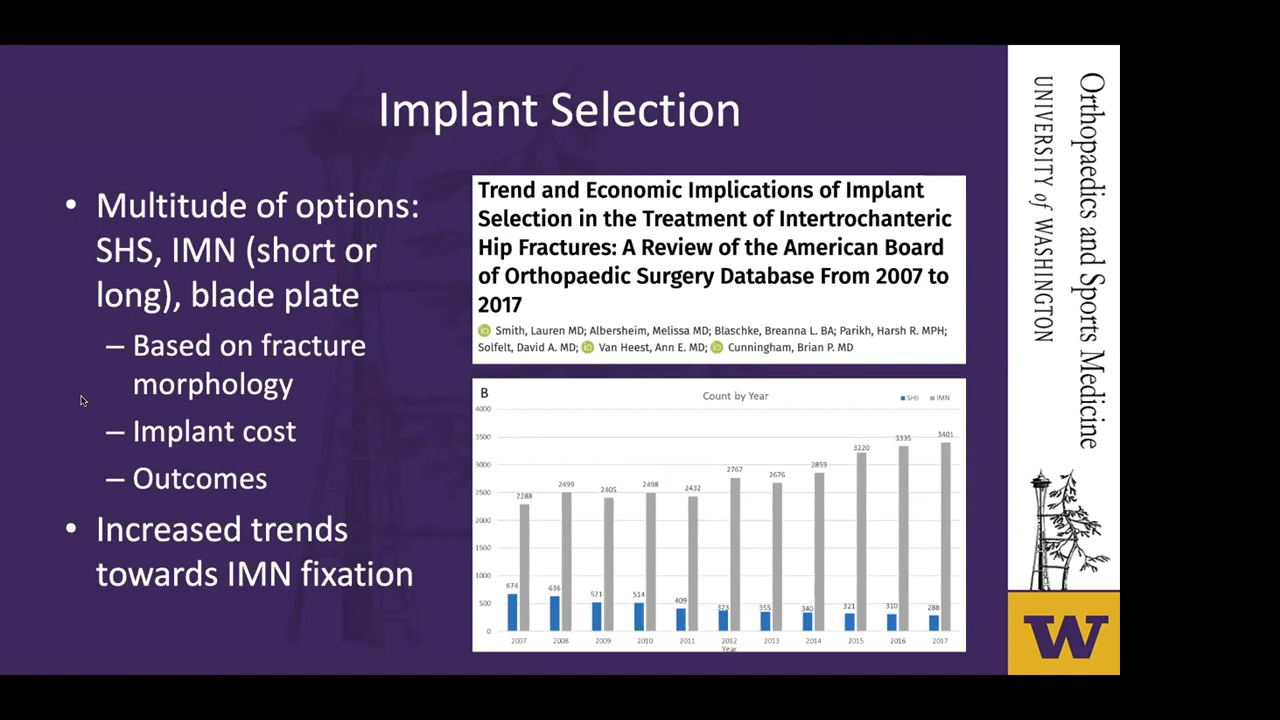 Implant Selection
• Multitude of options:
SHS, IMN (short or
long), blade plate
– Based on fracture
morphology
– Implant cost
– Outcomes
• Increased trends
towards IMN fixation
Trend and Economic Implications of Implant
Selection in the Treatment of Intertrochanteric
Hip Fractures: A Review of the American Board
of Orthopaedic Surgery Database From 2007 to
2017
Smith, Lauren MD; Albersheim, Melissa MD; Blaschke, Breanna L. BA; Parikh, Harsh R. MPH;
Solfelt, David A. MD; Van Heest, Ann E. MD; Cunningham, Brian P. MD
B
Count by Year
SHS IMN
4000
3500
3000
2500
2000
1500
1000
500
0
2288 2499 2405 2498 2432 2767 2676 2859 3220 3335 3401
674 636 521 514 409 373 355 340 321 310 288
2007 2008 2009 2010 2011 2012 2013 2014 2015 2016 2017
Year
Orthopaedics and Sports Medicine
UNIVERSITY of WASHINGTON
W